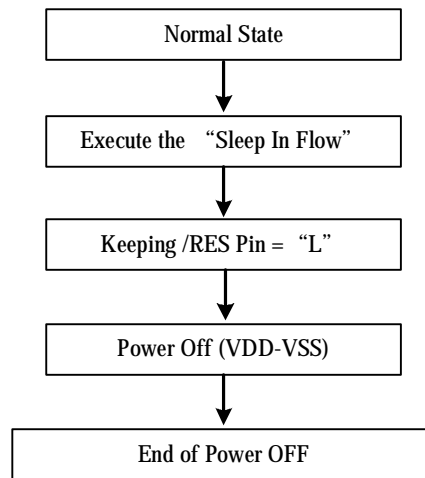 Normal State
Execute the “Sleep In Flow”
Keeping /RES Pin = “L”
Power Off (VDD-VSS)
End of Power OFF